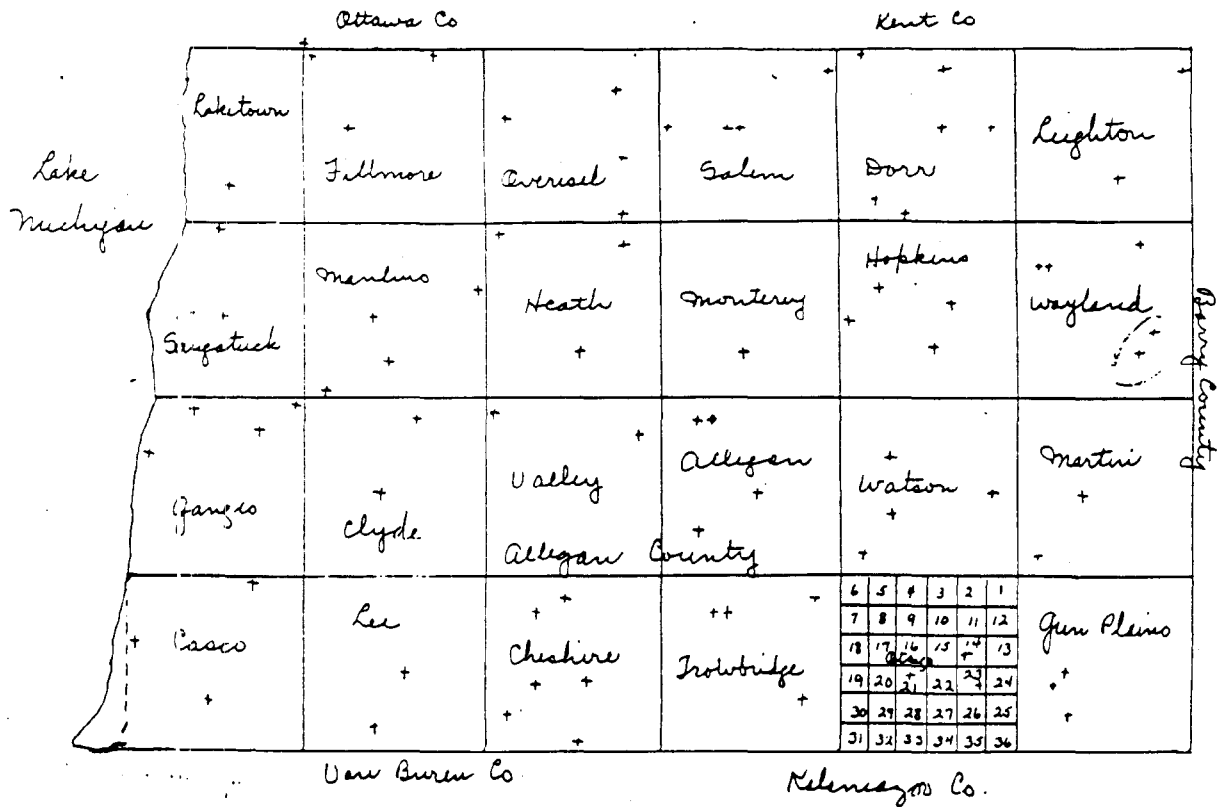 Ottawa Co
Kent Co
Laketown
Fillmore
Overisel
Salem
Dorr
Leighton
Lake
Michigan
Saugatuck
Manlius
Heath
Monterey
Hopkins
Wayland
Barry County
Ganges
Clyde
Valley
Allegan
Watson
Martin
Allegan County
Casco
Lee
Cheshire
Trowbridge
Otsego
6 5 4 3 2 1
7 8 9 10 11 12
18 17 16 15 14 13
19 20 21 22 23 24
30 29 28 27 26 25
31 32 33 34 35 36
Gun Plains
Van Buren Co.
Kalamazoo Co.